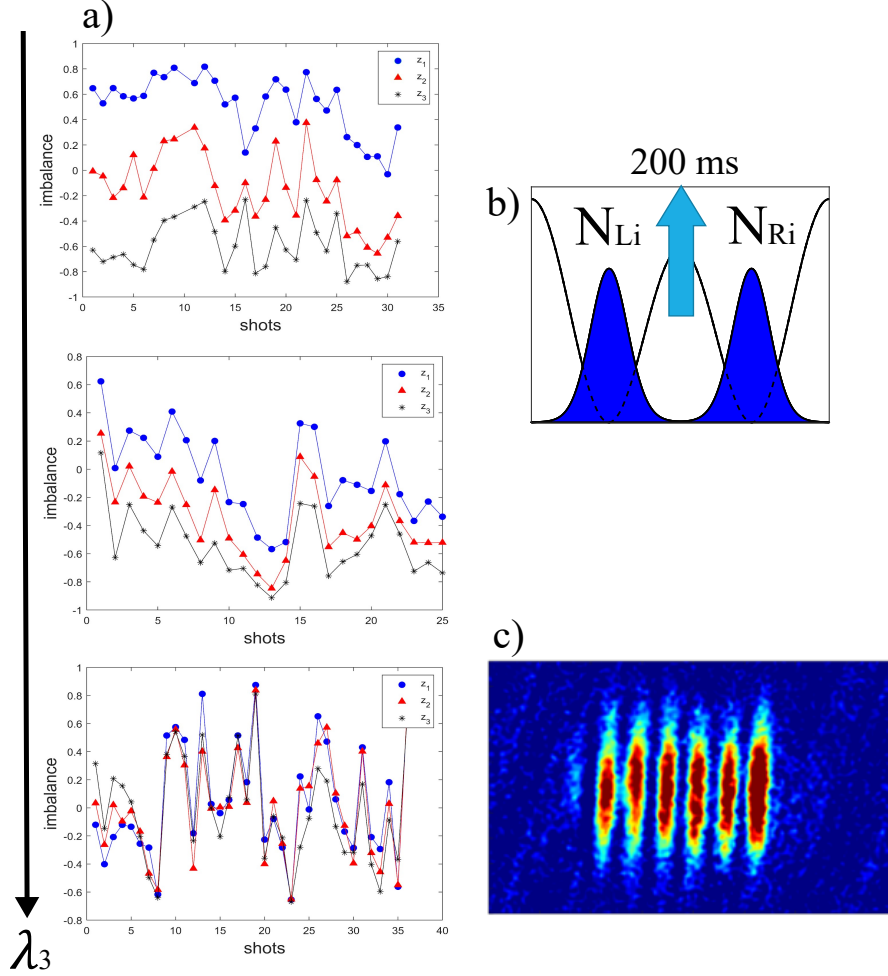 a)
1
0.8
0.6
0.4
0.2
0
-0.2
-0.4
-0.6
-0.8
-1
imbalance
z1
z2
z3
0 5 10 15 20 25 30 35
shots
0.8
0.6
0.4
0.2
0
-0.2
-0.4
-0.6
-0.8
-1
imbalance
z1
z2
z3
0 5 10 15 20 25
shots
1
0.8
0.6
0.4
0.2
0
-0.2
-0.4
-0.6
-0.8
imbalance
z1
z2
z3
0 5 10 15 20 25 30 35 40
shots
λ3
b)
200 ms
NLi NRi
c)